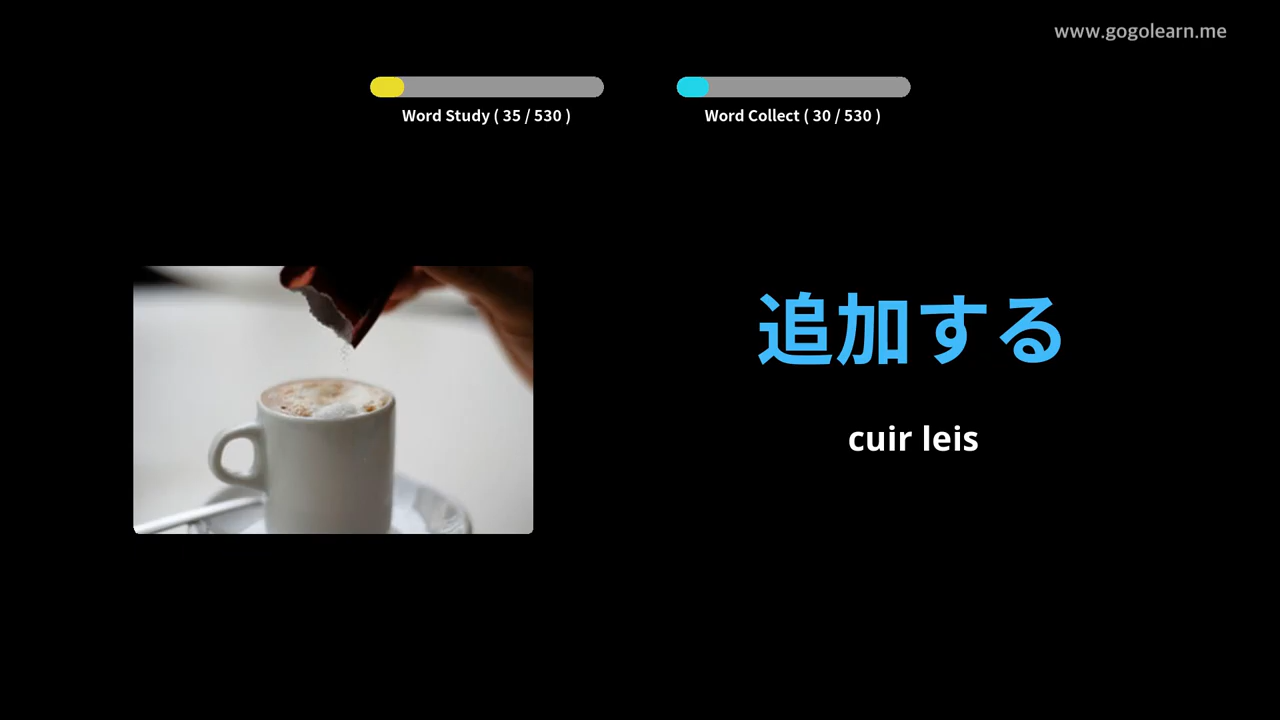 www.gogolearn.me
Word Study ( 35 / 530 )
Word Collect ( 30 / 530 )
追加する
cuir leis